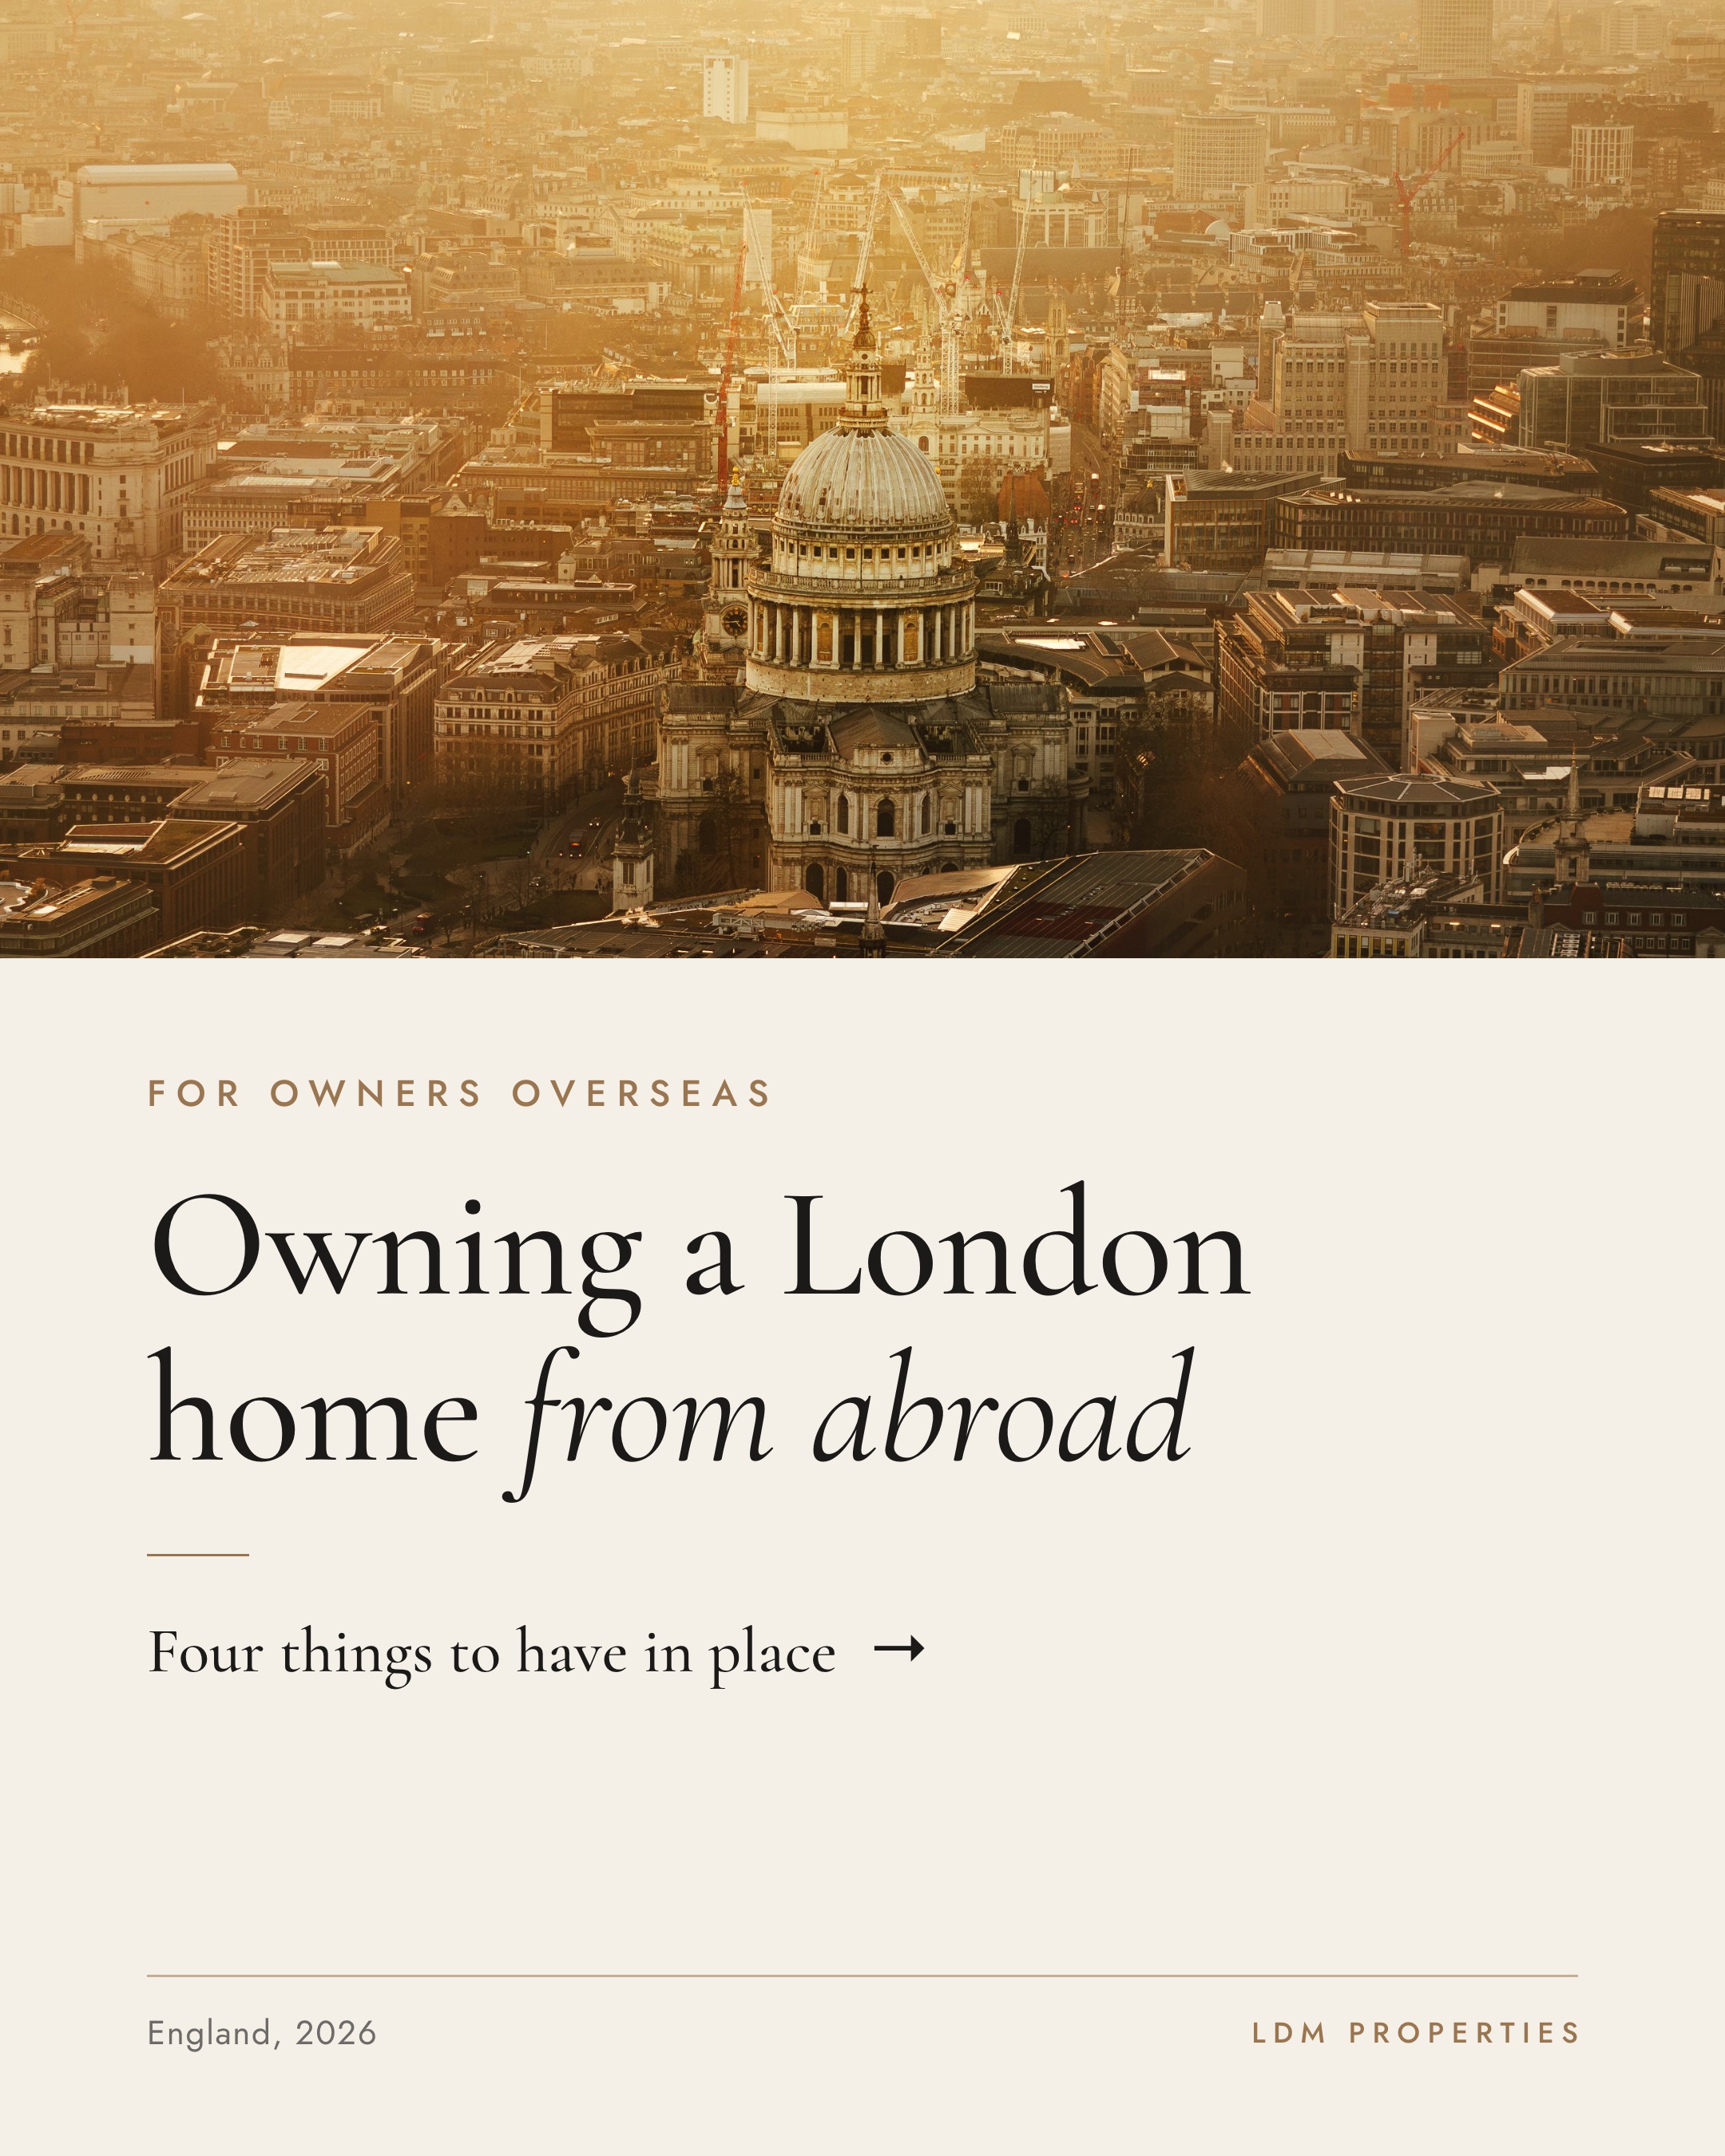 FOR OWNERS OVERSEAS
Owning a London
home from abroad
Four things to have in place →
England, 2026
LDM PROPERTIES